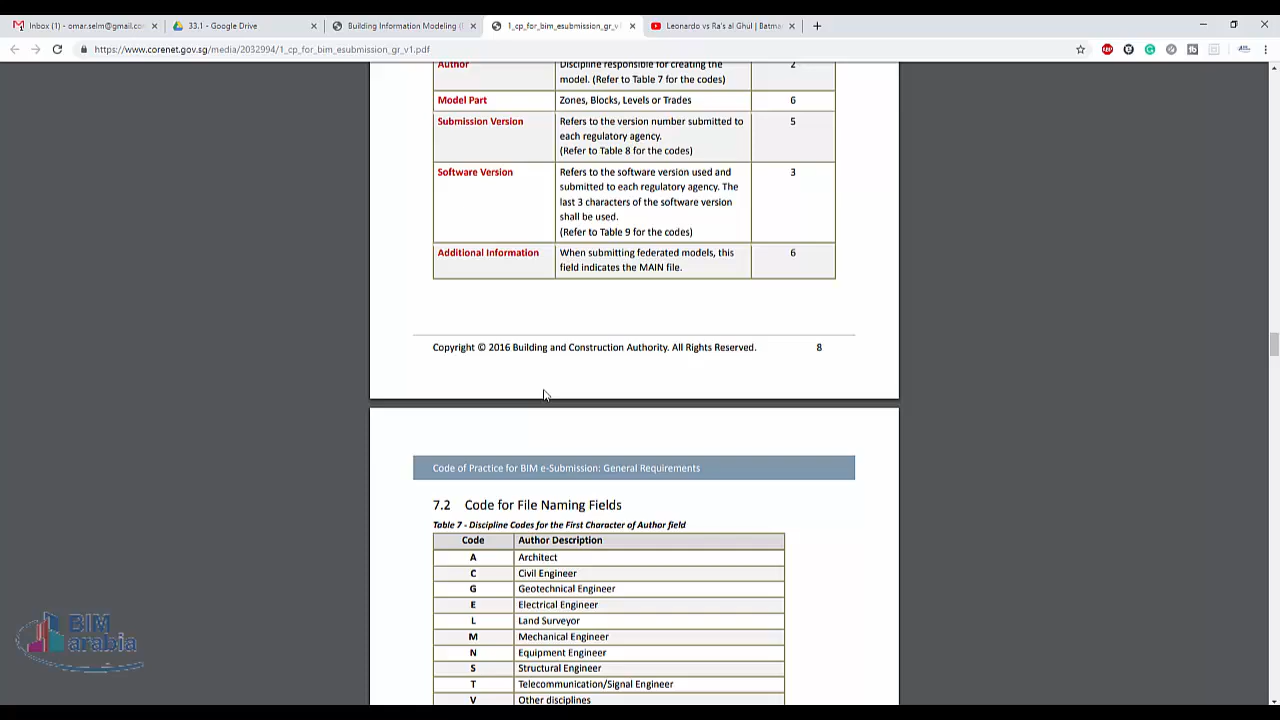 Inbox (1) - omar.selm@gmail.co
33.1 - Google Drive
Building Information Modeling (
1_cp_for_bim_esubmission_gr_v1
Leonardo vs Ra's al Ghul | Batma
https://www.corenet.gov.sg/media/2032994/1_cp_for_bim_esubmission_gr_v1.pdf
Author
Discipline responsible for creating the
model. (Refer to Table 7 for the codes)
2
Model Part
Zones, Blocks, Levels or Trades
6
Submission Version
Refers to the version number submitted to
each regulatory agency.
(Refer to Table 8 for the codes)
5
Software Version
Refers to the software version used and
submitted to each regulatory agency. The
last 3 characters of the software version
shall be used.
(Refer to Table 9 for the codes)
3
Additional Information
When submitting federated models, this
field indicates the MAIN file.
6
Copyright © 2016 Building and Construction Authority. All Rights Reserved. 8
Code of Practice for BIM e-Submission: General Requirements
7.2 Code for File Naming Fields
Table 7 - Discipline Codes for the First Character of Author field
Code Author Description
A Architect
C Civil Engineer
G Geotechnical Engineer
E Electrical Engineer
L Land Surveyor
M Mechanical Engineer
N Equipment Engineer
S Structural Engineer
T Telecommunication/Signal Engineer
V Other disciplines
BIM
arabia